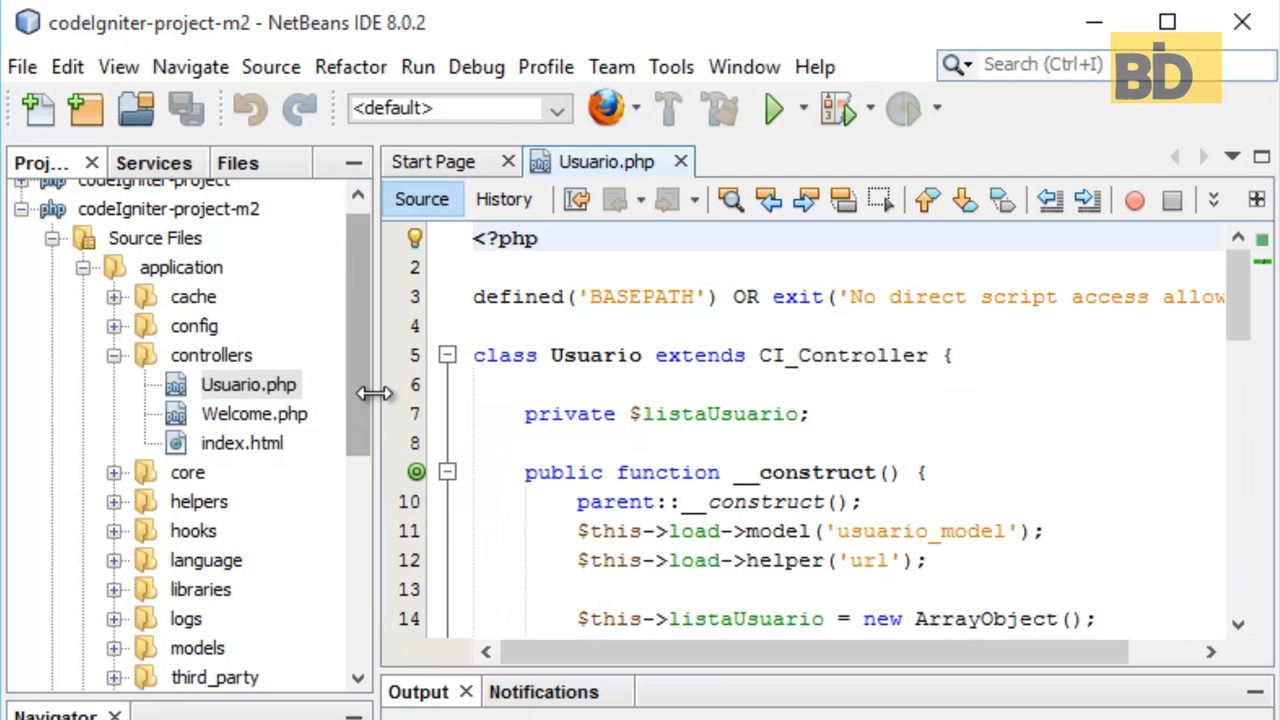 codeIgniter-project-m2 - NetBeans IDE 8.0.2
File Edit View Navigate Source Refactor Run Debug Profile Team Tools Window Help
Search (Ctrl+I)
BD
<default>
Proj... Services Files
Start Page Usuario.php
Source History
codeIgniter-project
codeIgniter-project-m2
Source Files
application
cache
config
controllers
Usuario.php
Welcome.php
index.html
core
helpers
hooks
language
libraries
logs
models
third_party
Navigator
<?php
2
3 defined('BASEPATH') OR exit('No direct script access allow
4
5 class Usuario extends CI_Controller {
6
7 private $listaUsuario;
8
public function __construct() {
10 parent::__construct();
11 $this->load->model('usuario_model');
12 $this->load->helper('url');
13
14 $this->listaUsuario = new ArrayObject();
Output Notifications